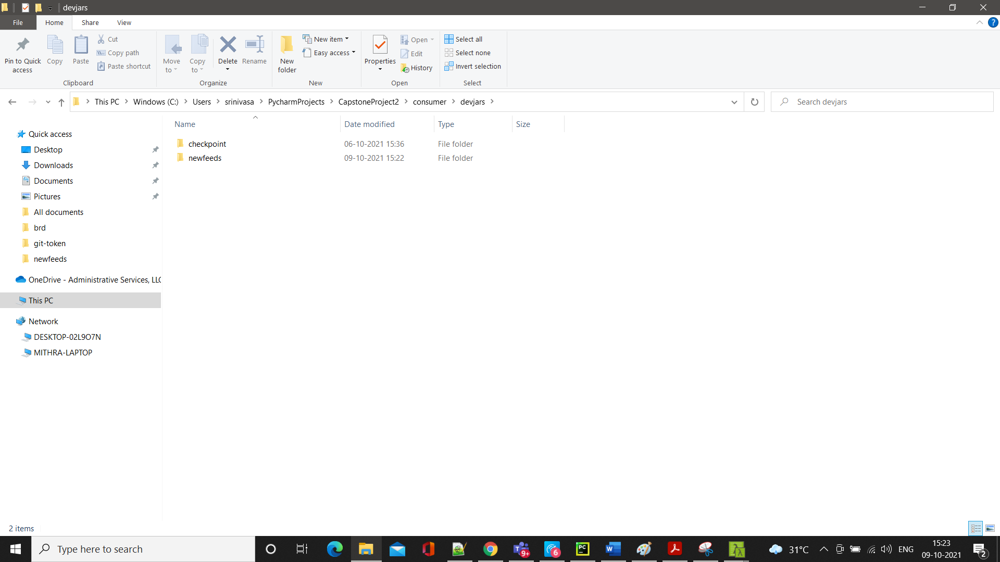 devjars
File Home Share View
Pin to Quick access
Copy
Paste
Cut
Copy path
Paste shortcut
Clipboard
Move to
Copy to
Delete
Rename
Organize
New folder
New item
Easy access
New
Properties
Open
Edit
History
Open
Select all
Select none
Invert selection
Select
This PC Windows (C:) Users srinivasa PycharmProjects CapstoneProject2 consumer devjars
Search devjars
Name Date modified Type Size
checkpoint 06-10-2021 15:36 File folder
newfeeds 09-10-2021 15:22 File folder
Quick access
Desktop
Downloads
Documents
Pictures
All documents
brd
git-token
newfeeds
OneDrive - Administrative Services, LLC
This PC
Network
DESKTOP-02L9O7N
MITHRA-LAPTOP
2 items
Type here to search
9+
6
PC
31°C
ENG
15:23
09-10-2021
2